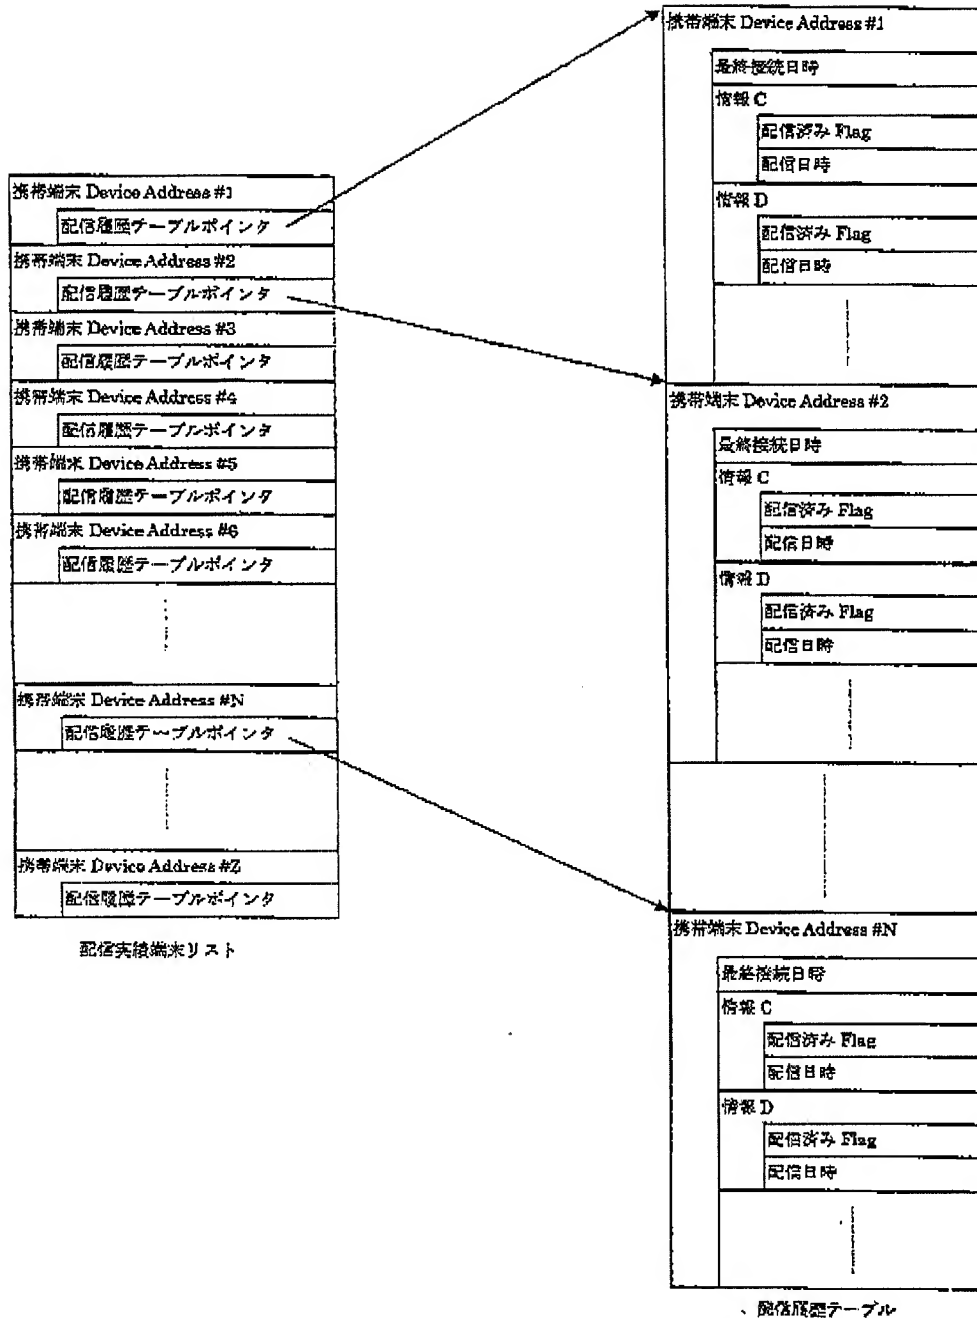 携帯端末 Device Address #1
配信履歴テーブルポインタ
携帯端末 Device Address #2
配信履歴テーブルポインタ
携帯端末 Device Address #3
配信履歴テーブルポインタ
携帯端末 Device Address #4
配信履歴テーブルポインタ
携帯端末 Device Address #5
配信履歴テーブルポインタ
携帯端末 Device Address #6
配信履歴テーブルポインタ
携帯端末 Device Address #N
配信履歴テーブルポインタ
携帯端末 Device Address #Z
配信履歴テーブルポインタ
配信実績端末リスト
携帯端末 Device Address #1
最終接続日時
情報 C
配信済み Flag
配信日時
情報 D
配信済み Flag
配信日時
携帯端末 Device Address #2
最終接続日時
情報 C
配信済み Flag
配信日時
情報 D
配信済み Flag
配信日時
携帯端末 Device Address #N
最終接続日時
情報 C
配信済み Flag
配信日時
情報 D
配信済み Flag
配信日時
、配信履歴テーブル